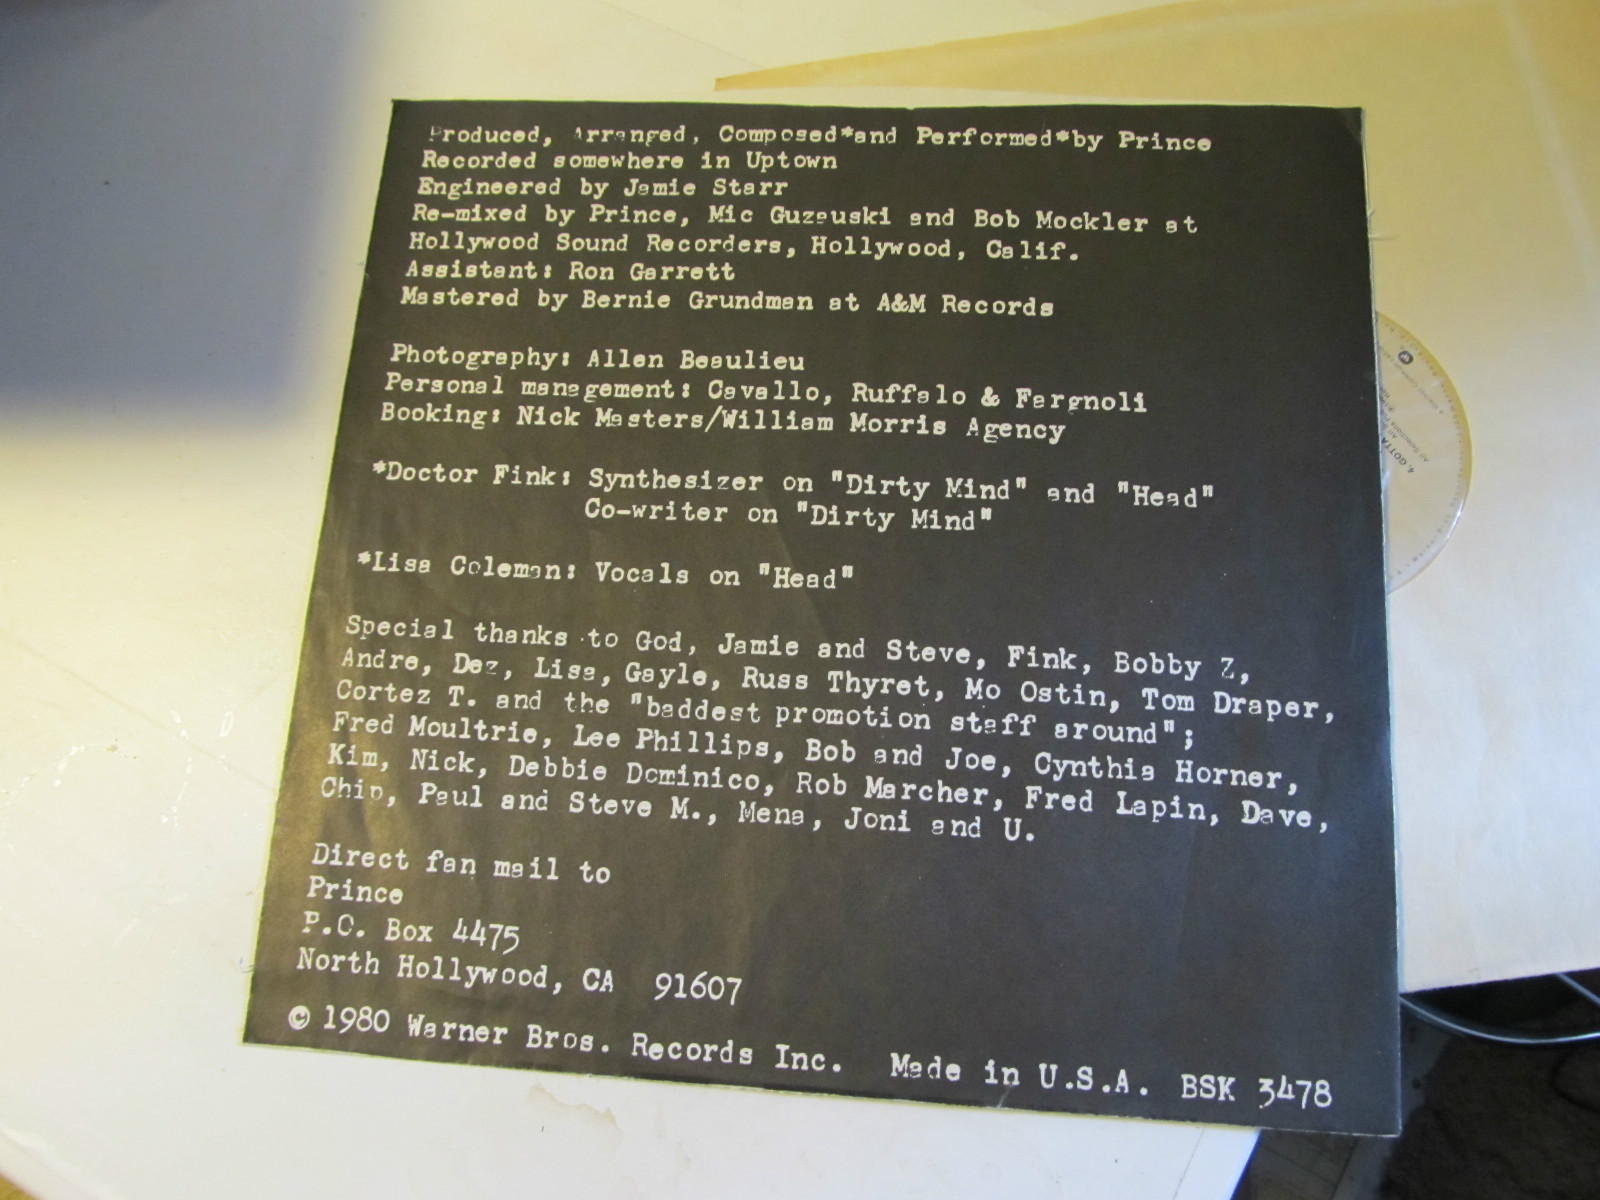 Produced, Arranged, Composed*and Performed*by Prince
Recorded somewhere in Uptown
Engineered by Jamie Starr
Re-mixed by Prince, Mic Guzauski and Bob Mockler at
Hollywood Sound Recorders, Hollywood, Calif.
Assistant: Ron Garrett
Mastered by Bernie Grundman at A&M Records
Photography: Allen Beaulieu
Personal management: Cavallo, Ruffalo & Fargnoli
Booking: Nick Masters/William Morris Agency
*Doctor Fink: Synthesizer on "Dirty Mind" and "Head"
Co-writer on "Dirty Mind"
*Lisa Coleman: Vocals on "Head"
Special thanks to God, Jamie and Steve, Fink, Bobby Z,
Andre, Dez, Lisa, Gayle, Russ Thyret, Mo Ostin, Tom Draper,
Cortez T. and the "baddest promotion staff around";
Fred Moultrie, Lee Phillips, Bob and Joe, Cynthia Horner,
Kim, Nick, Debbie Dominico, Rob Marcher, Fred Lapin, Dave,
Chip, Paul and Steve M., Mena, Joni and U.
Direct fan mail to
Prince
P.O. Box 4475
North Hollywood, CA 91607
© 1980 Warner Bros. Records Inc. Made in U.S.A. BSK 3478
4. GOTTA